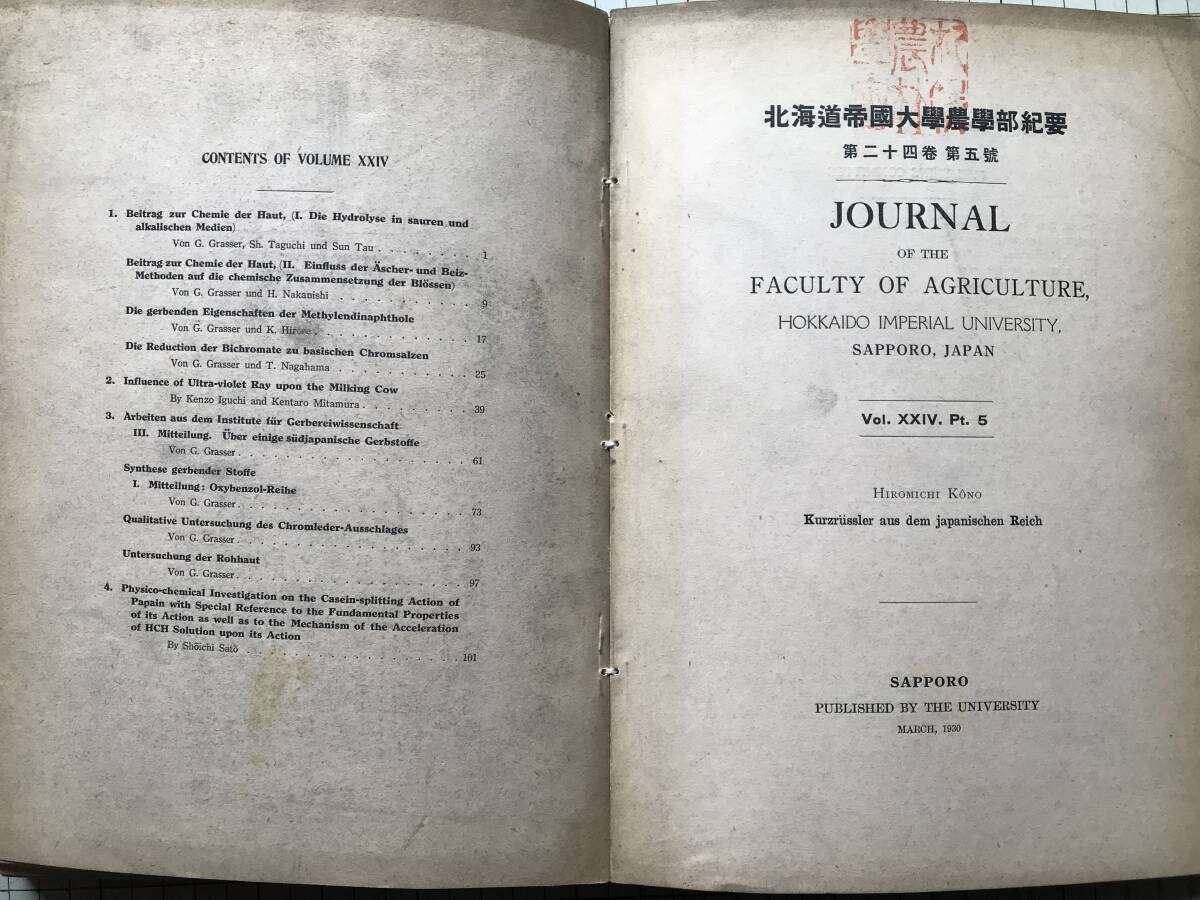 CONTENTS OF VOLUME XXIV
1. Beitrag zur Chemie der Haut, (I. Die Hydrolyse in sauren und
alkalischen Medien)
Von G. Grasser, Sh. Taguchi und Sun Tau . . . . . . . . 1
Beitrag zur Chemie der Haut, (II. Einfluss der Äscher- und Beiz-
Methoden auf die chemische Zusammensetzung der Blössen)
Von G. Grasser und H. Nakanishi . . . . . . . . . . . 9
Die gerbenden Eigenschaften der Methylendinaphthole
Von G. Grasser und K. Hirose . . . . . . . . . . . . 17
Die Reduction der Bichromate zu basischen Chromsalzen
Von G. Grasser und T. Nagahama . . . . . . . . . . . 25
2. Influence of Ultra-violet Ray upon the Milking Cow
By Kenzo Iguchi and Kentaro Mitamura . . . . . . . . . 39
3. Arbeiten aus dem Institute für Gerbereiwissenschaft
III. Mitteilung. Über einige südjapanische Gerbstoffe
Von G. Grasser . . . . . . . . . . . . . . . . . 61
Synthese gerbender Stoffe
I. Mitteilung: Oxybenzol-Reihe
Von G. Grasser . . . . . . . . . . . . . . . . . 73
Qualitative Untersuchung des Chromleder-Ausschlages
Von G. Grasser . . . . . . . . . . . . . . . . . 93
Untersuchung der Rohhaut
Von G. Grasser . . . . . . . . . . . . . . . . . 97
4. Physico-chemical Investigation on the Casein-splitting Action of
Papain with Special Reference to the Fundamental Properties
of its Action as well as to the Mechanism of the Acceleration
of HCH Solution upon its Action
By Shōichi Satō . . . . . . . . . . . . . . . . . 101
北海道帝國大學農學部紀要
第二十四卷 第五號
JOURNAL
OF THE
FACULTY OF AGRICULTURE,
HOKKAIDO IMPERIAL UNIVERSITY,
SAPPORO, JAPAN
Vol. XXIV. Pt. 5
HIROMICHI KÔNO
Kurzrüssler aus dem japanischen Reich
SAPPORO
PUBLISHED BY THE UNIVERSITY
MARCH, 1930